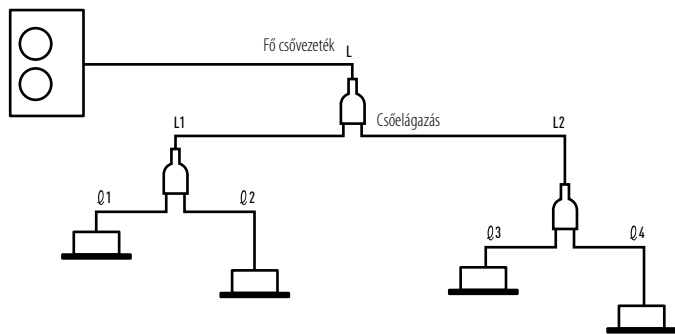 Fő csővezeték L
Csőelágazás
L1
L2
ℓ1
ℓ2
ℓ3
ℓ4